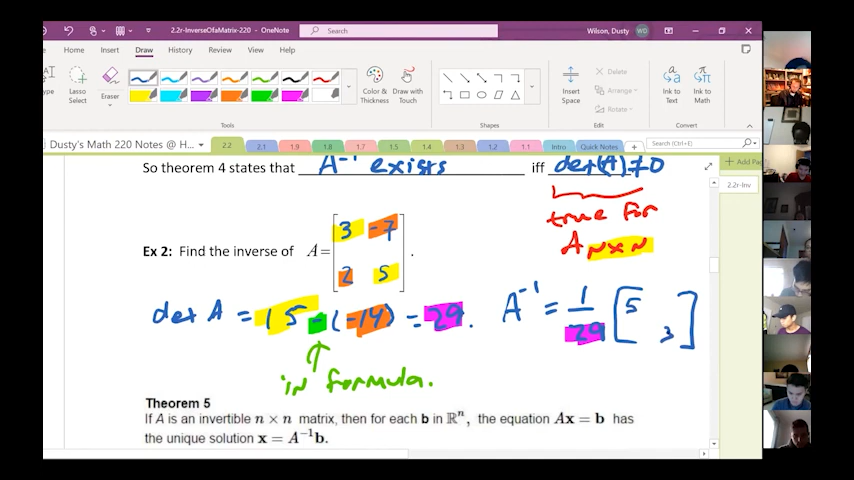 2.2r-InverseOfaMatrix-220 - OneNote
Search
Wilson, Dusty
WD
Home Insert Draw History Review View Help
Type
Lasso Select
Eraser
Color & Thickness
Draw with Touch
Insert Space
Delete
Arrange
Rotate
Ink to Text
Ink to Math
Tools
Shapes
Edit
Convert
Dusty's Math 220 Notes @ H...
2.2 2.1 1.9 1.8 1.7 1.5 1.4 1.3 1.2 1.1 Intro Quick Notes +
Search (Ctrl+E)
Add Pag
2.2r-Inv
So theorem 4 states that A⁻¹ exists iff det(A)≠0
true for
A n×n
Ex 2: Find the inverse of A = [3 -7
2 5].
det A = 15 - (-14) = 29. A⁻¹ = 1/29 [5
3]
in formula.
Theorem 5
If A is an invertible n × n matrix, then for each b in ℝⁿ, the equation Ax = b has
the unique solution x = A⁻¹b.